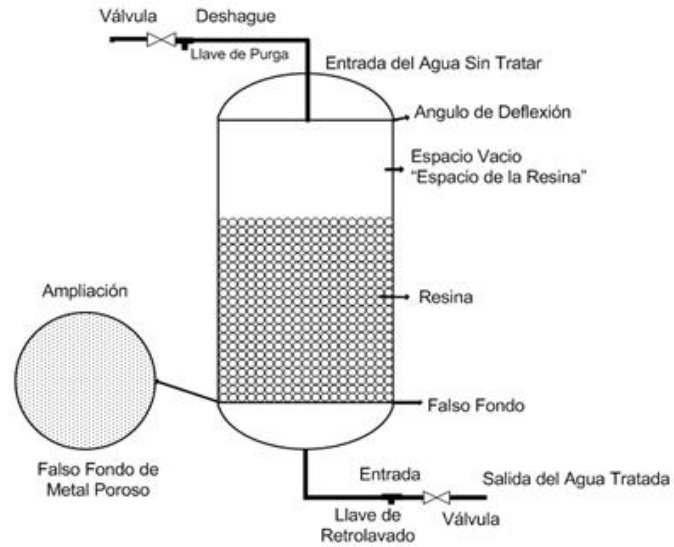 Válvula
Deshague
Llave de Purga
Entrada del Agua Sin Tratar
Angulo de Deflexión
Espacio Vacio
"Espacio de la Resina"
Ampliación
Resina
Falso Fondo
Falso Fondo de
Metal Poroso
Entrada
Salida del Agua Tratada
Llave de
Retrolavado
Válvula